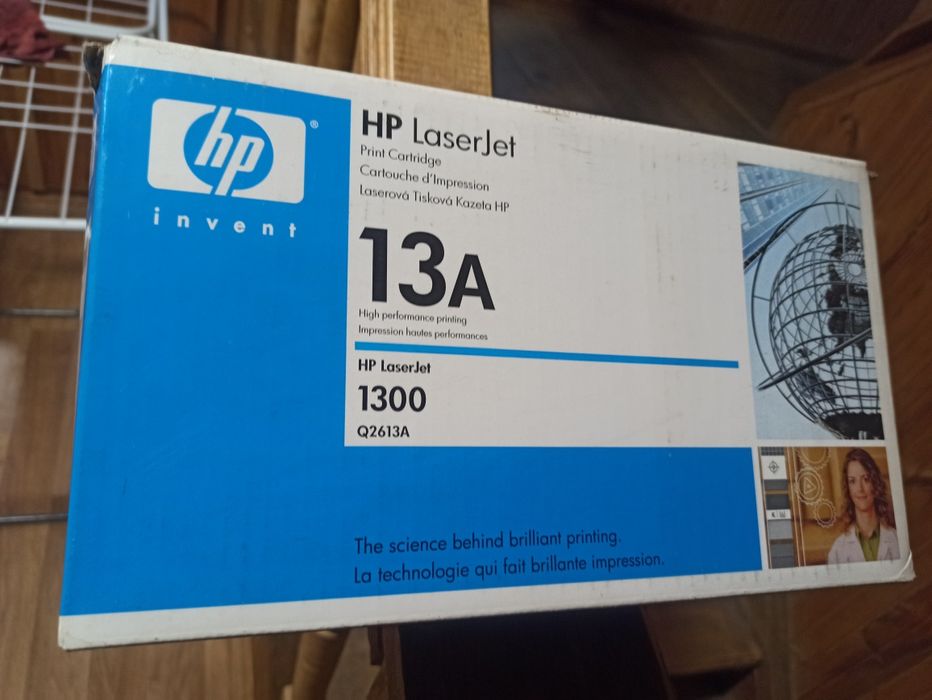 hp®
invent
HP LaserJet
Print Cartridge
Cartouche d'Impression
Laserová Tisková Kazeta HP
13A
High performance printing
Impression hautes performances
HP LaserJet
1300
Q2613A
The science behind brilliant printing.
La technologie qui fait brillante impression.